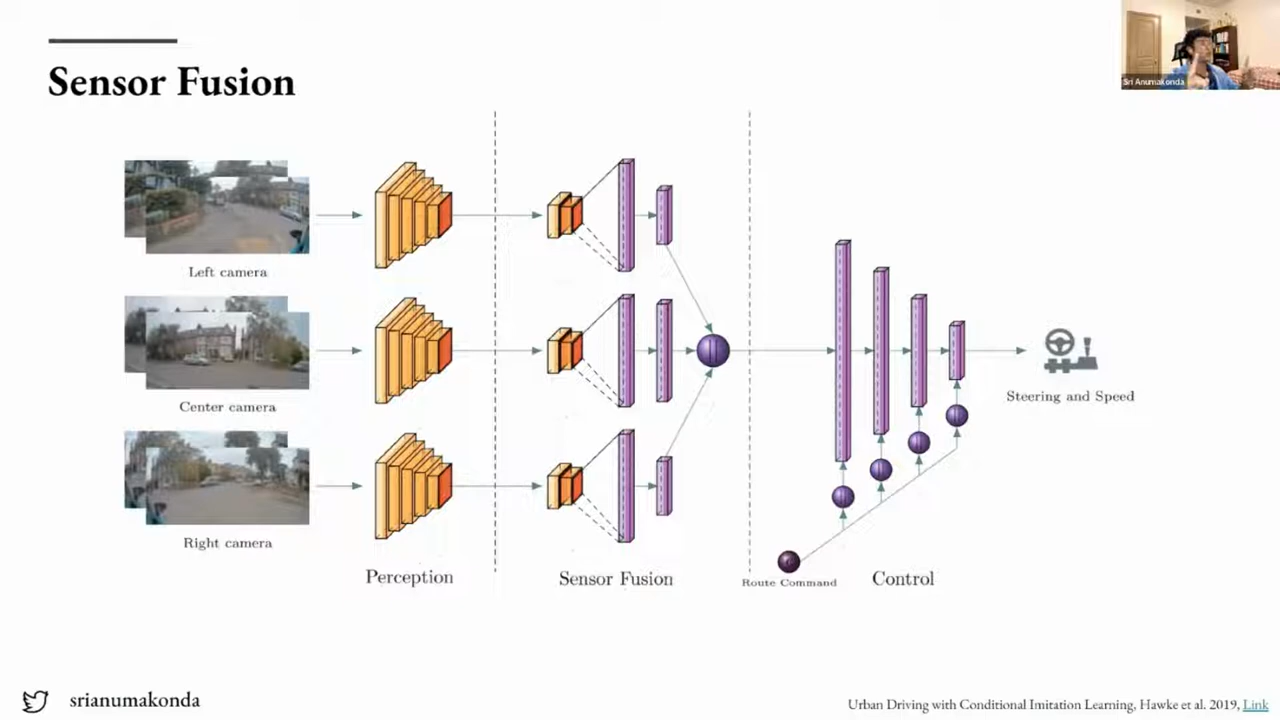 Sensor Fusion
Sri Anumakonda
Left camera
Center camera
Right camera
Perception
Sensor Fusion
Route Command
Control
Steering and Speed
srianumakonda
Urban Driving with Conditional Imitation Learning, Hawke et al. 2019, Link